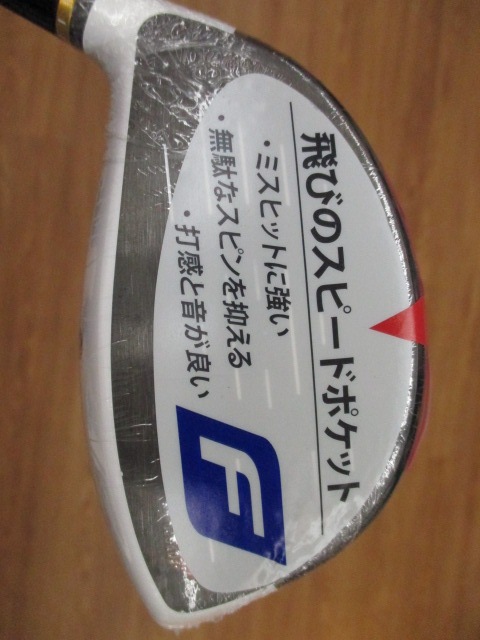 飛びのスピードポケット
・ミスヒットに強い
・無駄なスピンを抑える
・打感と音が良い
F